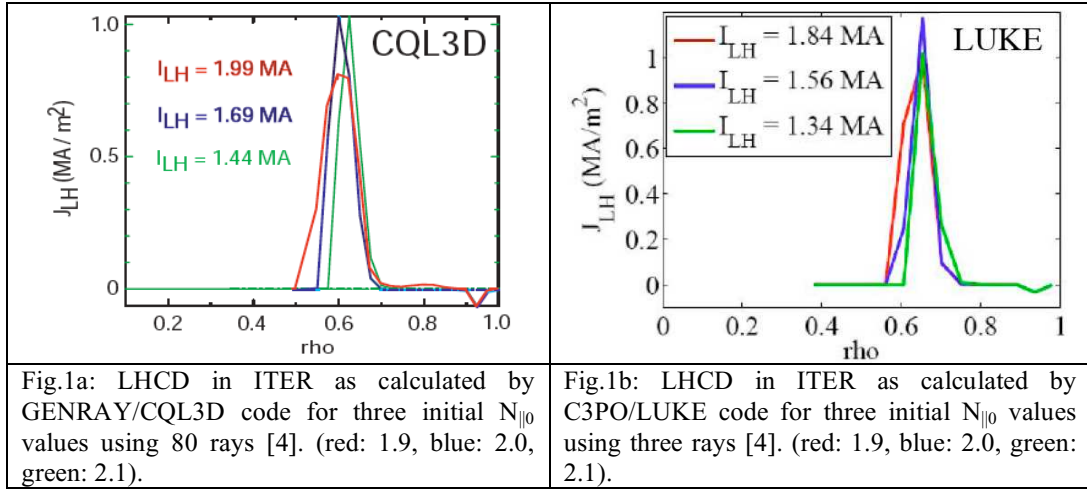 1.0
0.5
0
J_LH (MA/ m²)
CQL3D
I_LH = 1.99 MA
I_LH = 1.69 MA
I_LH = 1.44 MA
0.2 0.4 0.6 0.8 1.0
rho
1
0.8
0.6
0.4
0.2
0
J_LH (MA/m²)
I_LH = 1.84 MA
I_LH = 1.56 MA
I_LH = 1.34 MA
LUKE
0 0.2 0.4 0.6 0.8 1
rho
Fig.1a: LHCD in ITER as calculated by
GENRAY/CQL3D code for three initial N_||0
values using 80 rays [4]. (red: 1.9, blue: 2.0,
green: 2.1).
Fig.1b: LHCD in ITER as calculated by
C3PO/LUKE code for three initial N_||0 values
using three rays [4]. (red: 1.9, blue: 2.0, green:
2.1).